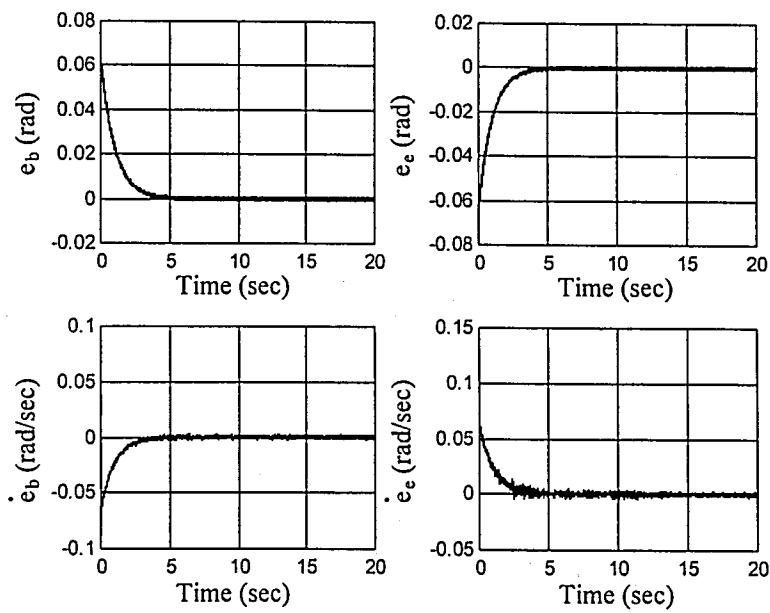 0.08
0.06
0.04
0.02
0
-0.02
e_b (rad)
0 5 10 15 20
Time (sec)
0.02
0
-0.02
-0.04
-0.06
-0.08
e_e (rad)
0 5 10 15 20
Time (sec)
0.1
0.05
0
-0.05
-0.1
ė_b (rad/sec)
0 5 10 15 20
Time (sec)
0.15
0.1
0.05
0
-0.05
ė_e (rad/sec)
0 5 10 15 20
Time (sec)